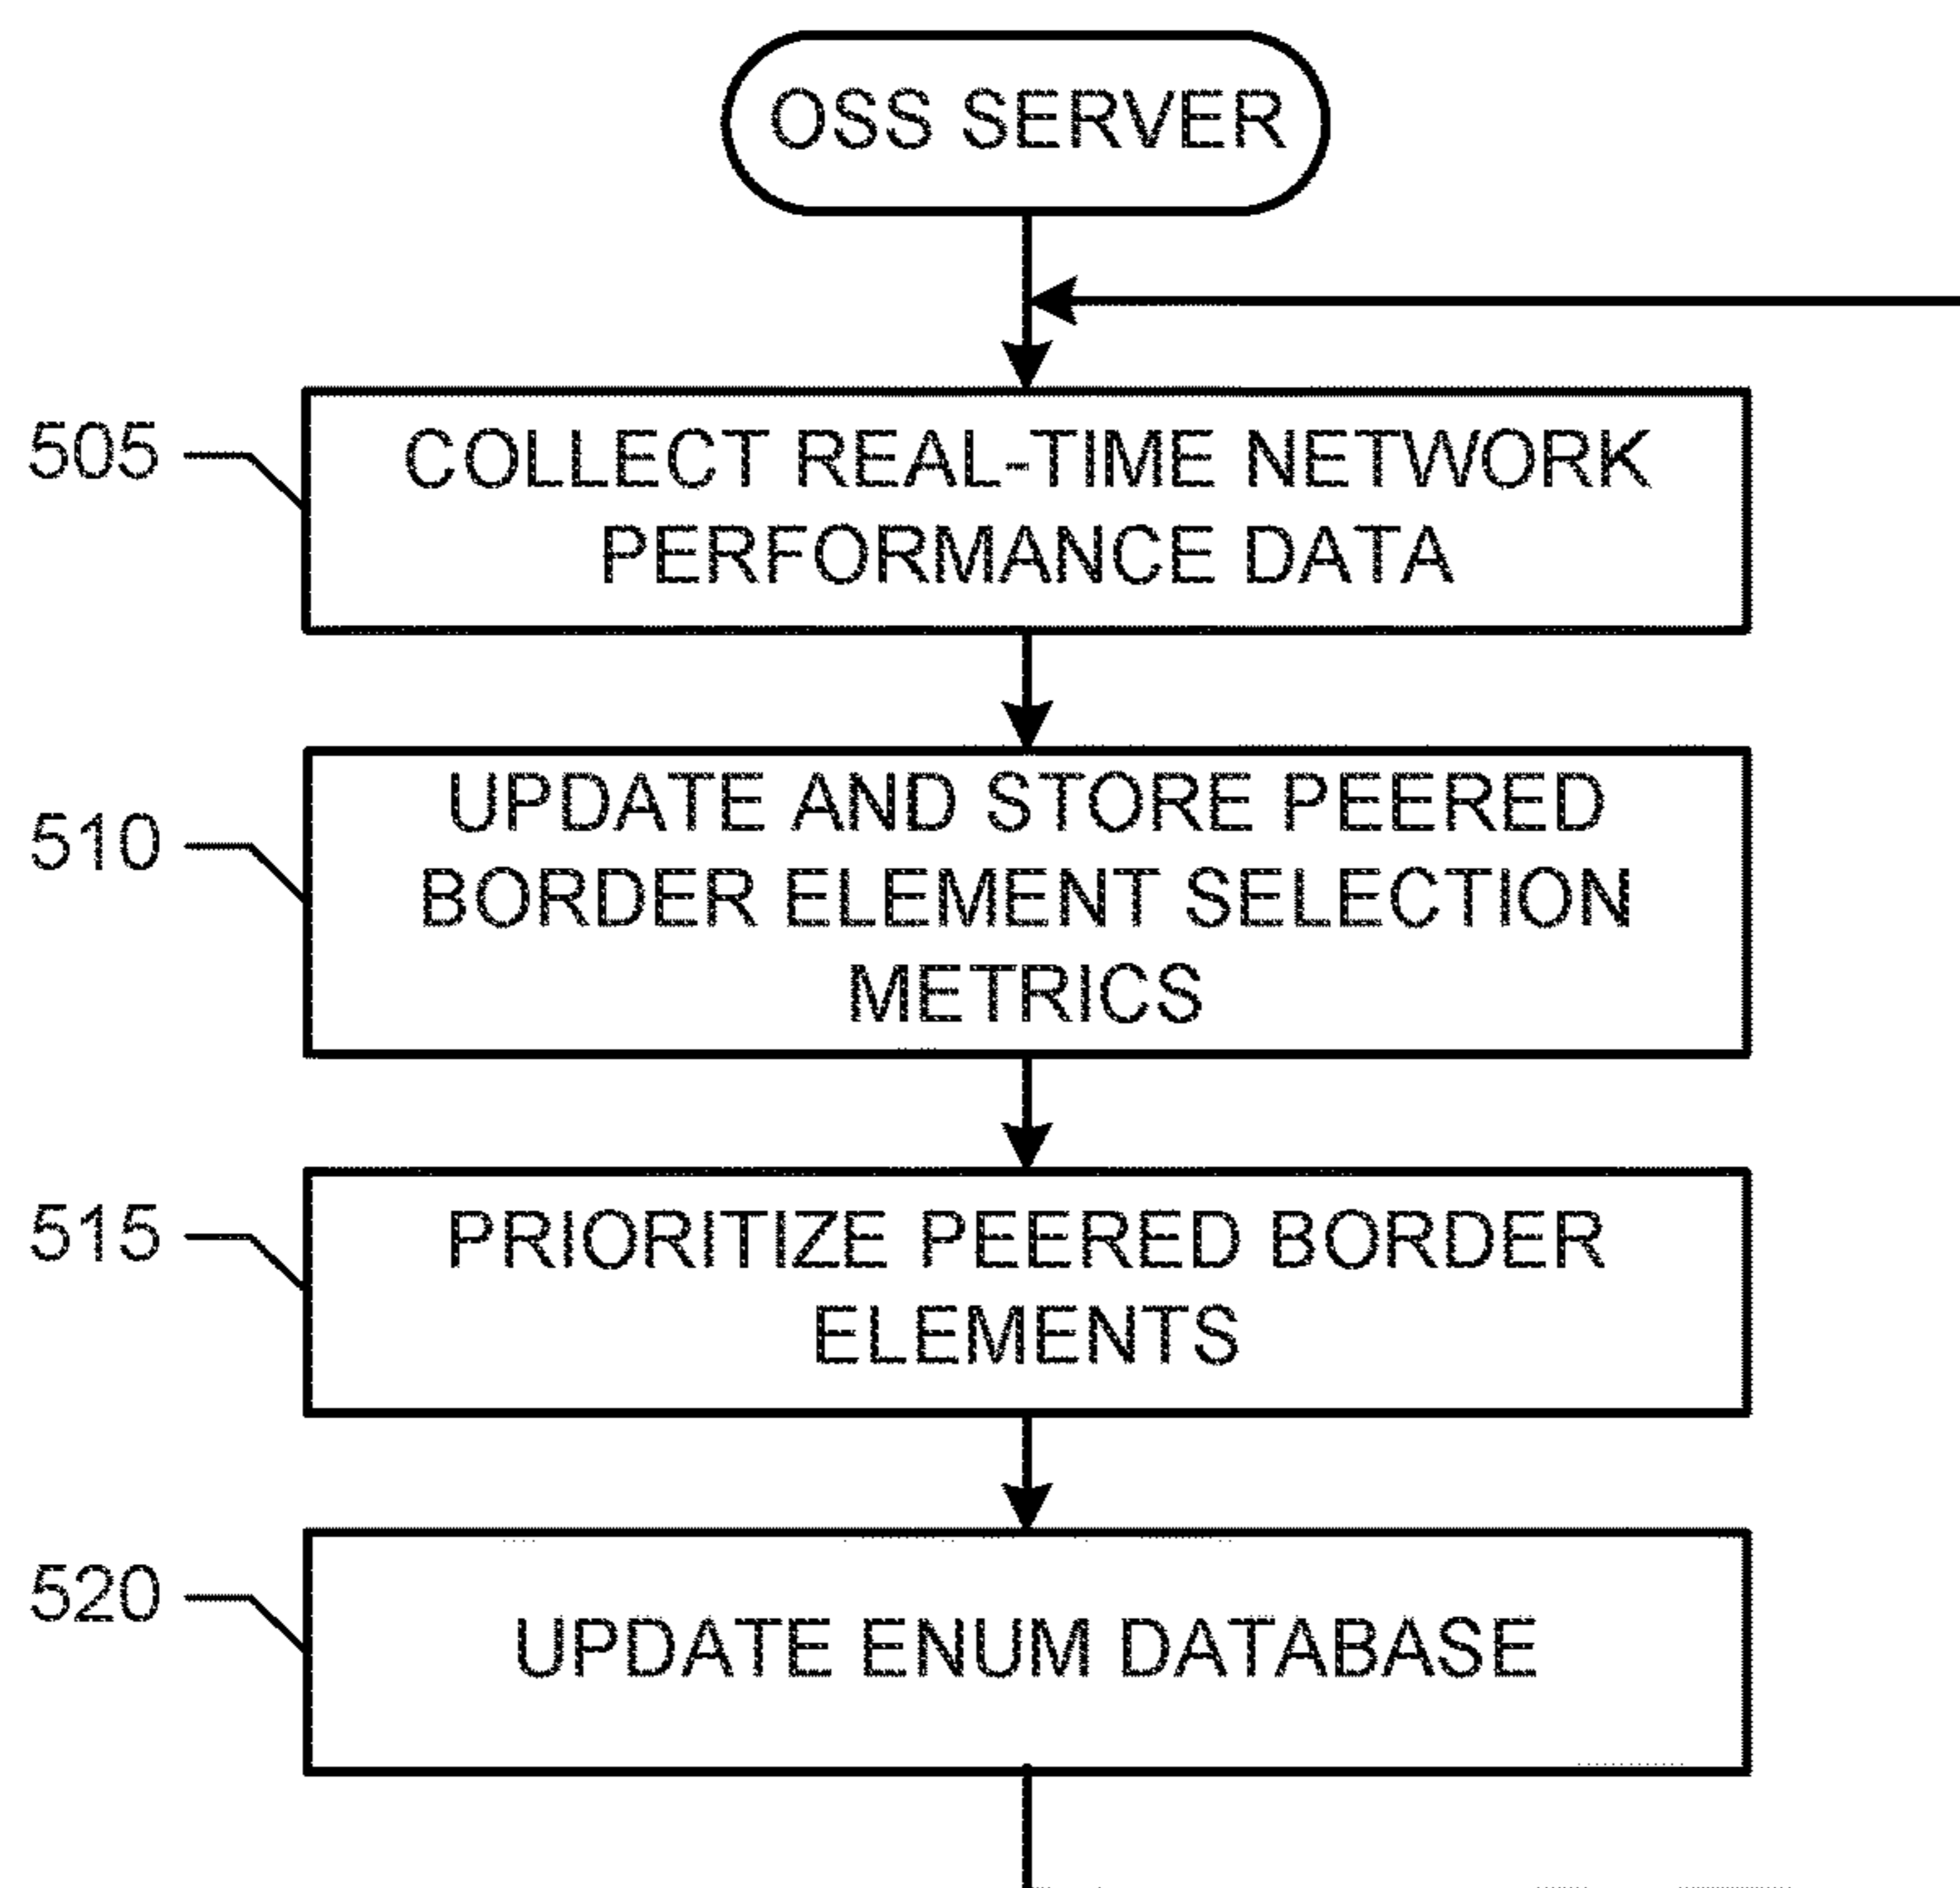 OSS SERVER
505
COLLECT REAL-TIME NETWORK
PERFORMANCE DATA
510
UPDATE AND STORE PEERED
BORDER ELEMENT SELECTION
METRICS
515
PRIORITIZE PEERED BORDER
ELEMENTS
520
UPDATE ENUM DATABASE